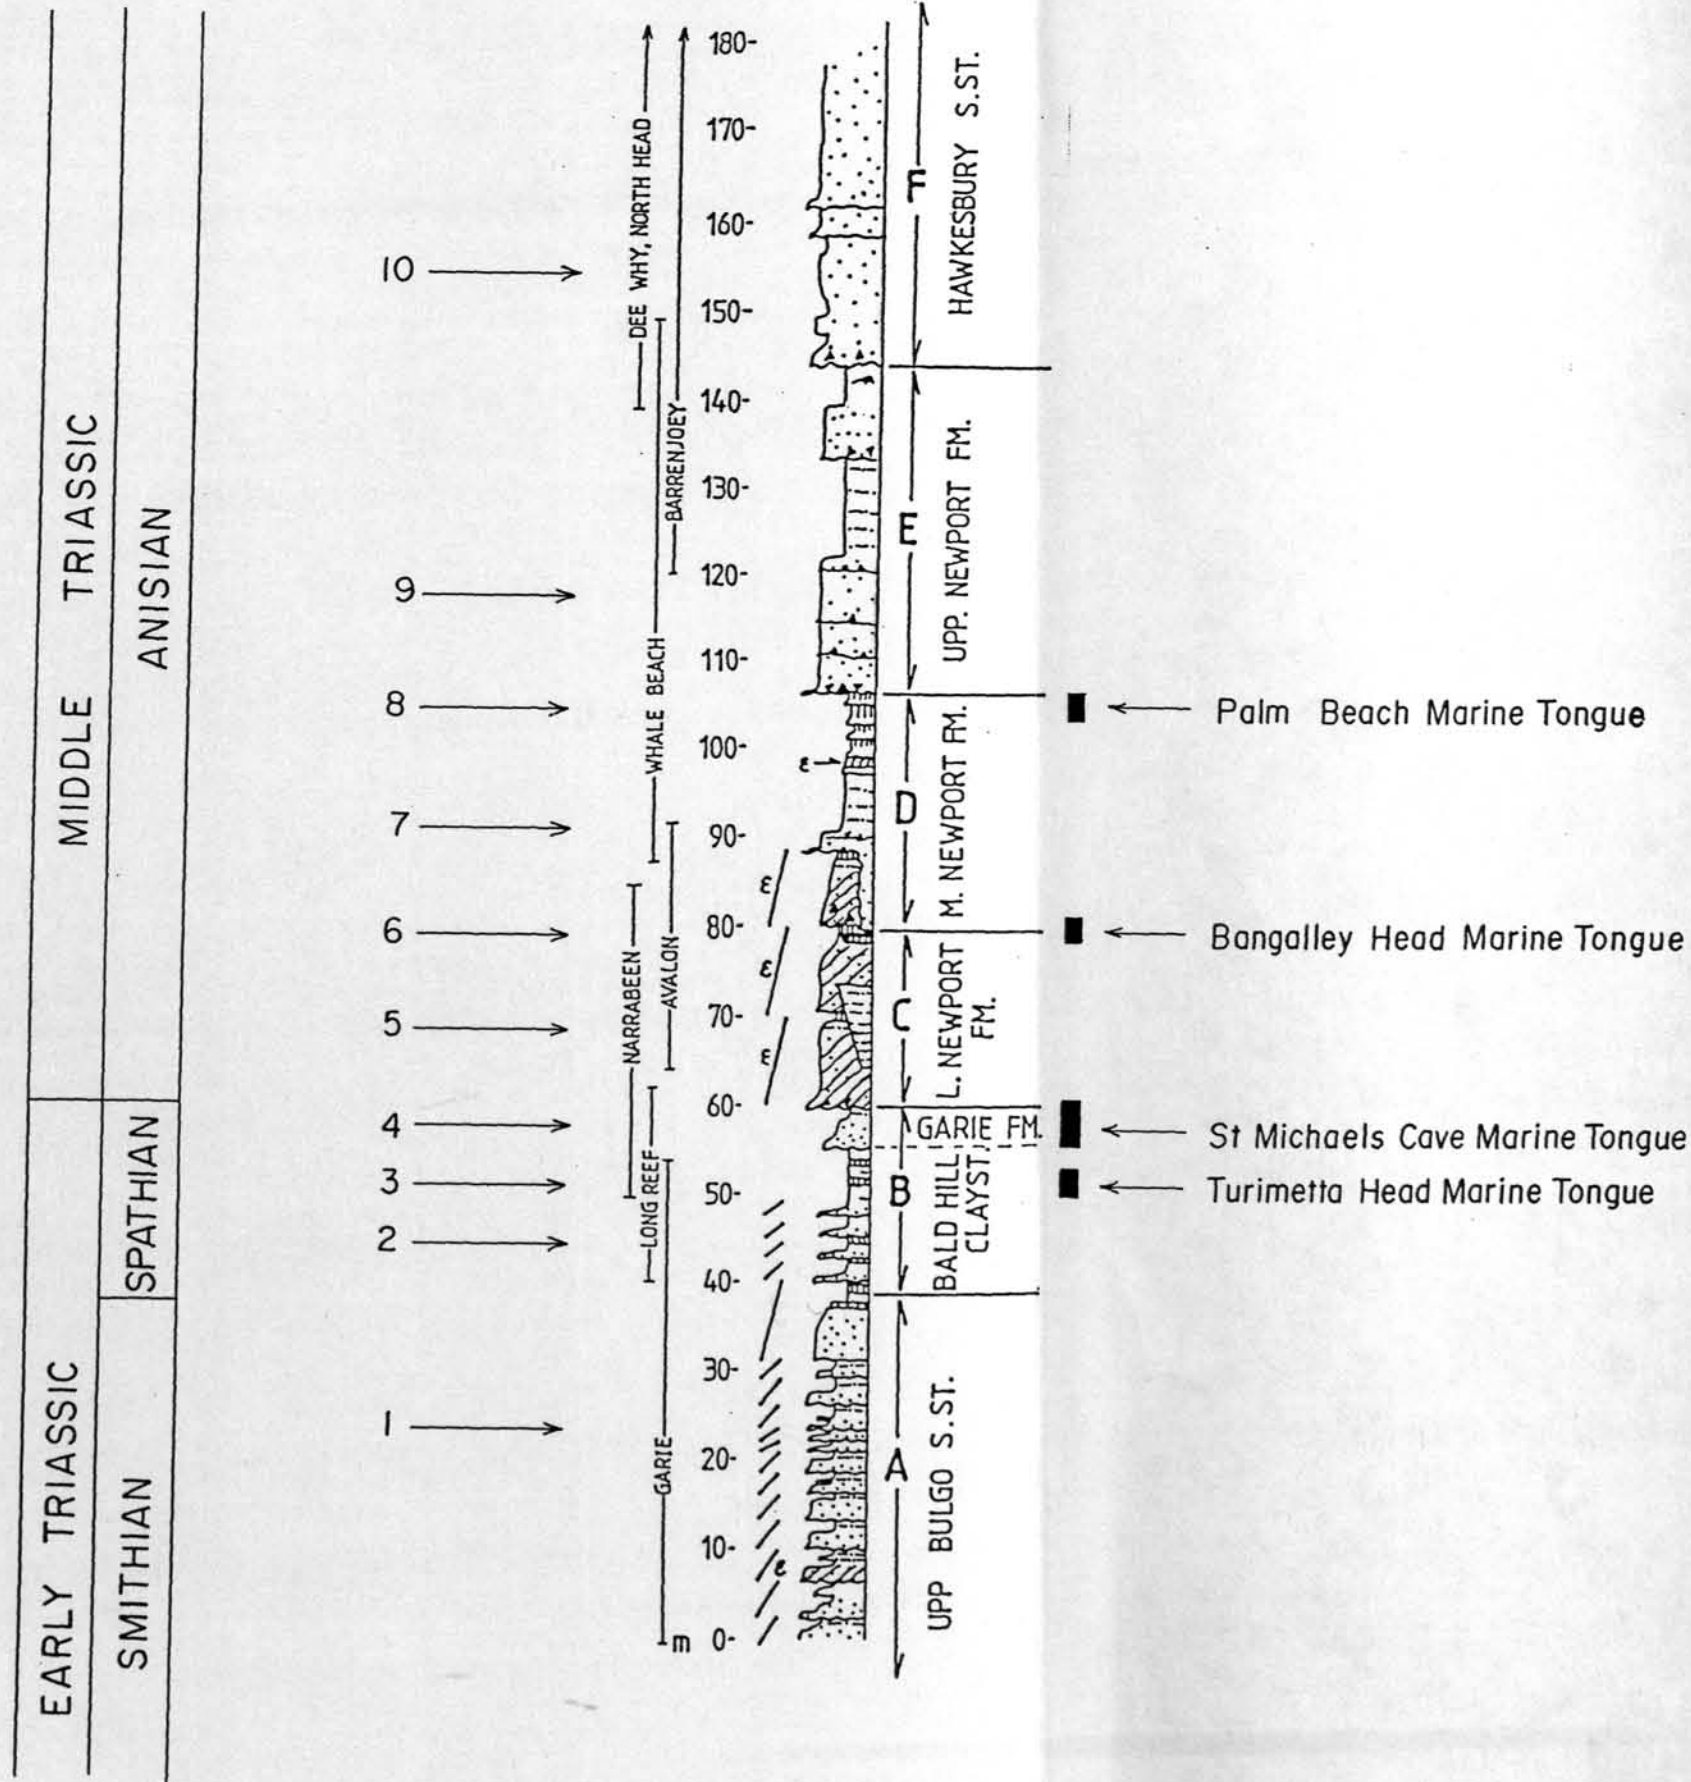 MIDDLE TRIASSIC
EARLY TRIASSIC
ANISIAN
SPATHIAN
SMITHIAN
10
9
8
7
6
5
4
3
2
1
DEE WHY, NORTH HEAD
BARRENJOEY
WHALE BEACH
AVALON
NARRABEEN
LONG REEF
GARIE
180-
170-
160-
150-
140-
130-
120-
110-
100-
90-
80-
70-
60-
50-
40-
30-
20-
10-
m 0-
ε
ε
ε
ε
ε
F
E
D
C
B
A
HAWKESBURY S.ST.
UPP. NEWPORT FM.
M. NEWPORT FM.
L. NEWPORT
FM.
GARIE FM.
BALD HILL
CLAYST.
UPP BULGO S.ST.
Palm Beach Marine Tongue
Bangalley Head Marine Tongue
St Michaels Cave Marine Tongue
Turimetta Head Marine Tongue